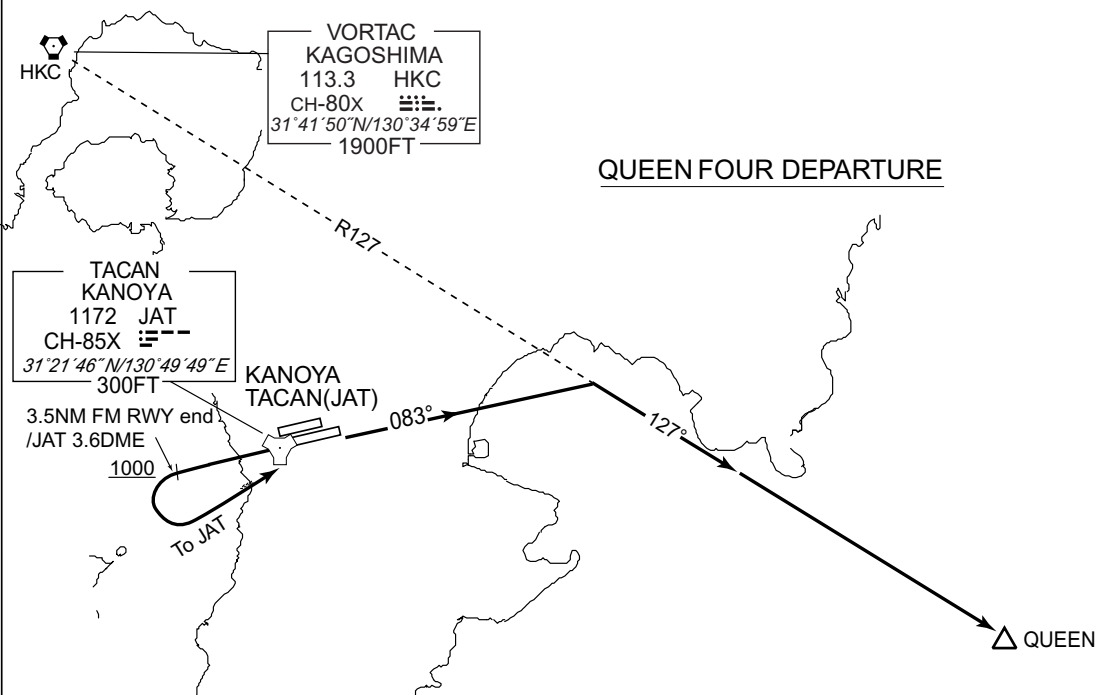 HKC
VORTAC
KAGOSHIMA
113.3 HKC
CH-80X
31°41′50″N/130°34′59″E
1900FT
QUEEN FOUR DEPARTURE
R127
TACAN
KANOYA
1172 JAT
CH-85X
31°21′46″N/130°49′49″E
300FT
KANOYA
TACAN(JAT)
3.5NM FM RWY end
/JAT 3.6DME
1000
083°
127°
To JAT
QUEEN